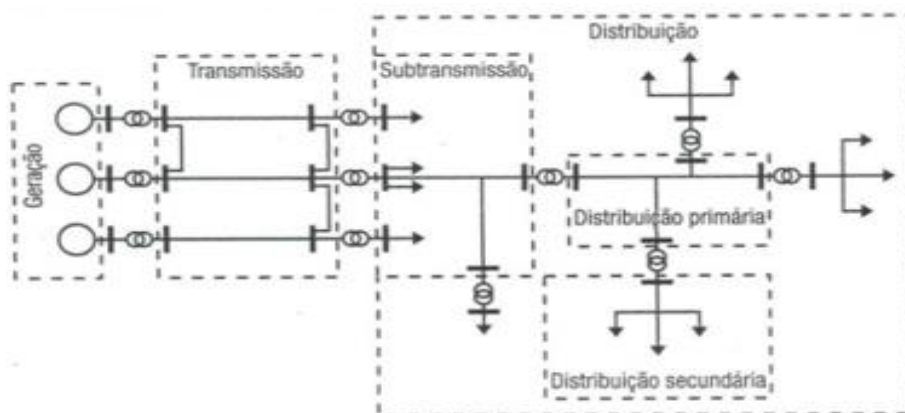 Distribuição
Transmissão
Subtransmissão
Geração
Distribuição primária
Distribuição secundária